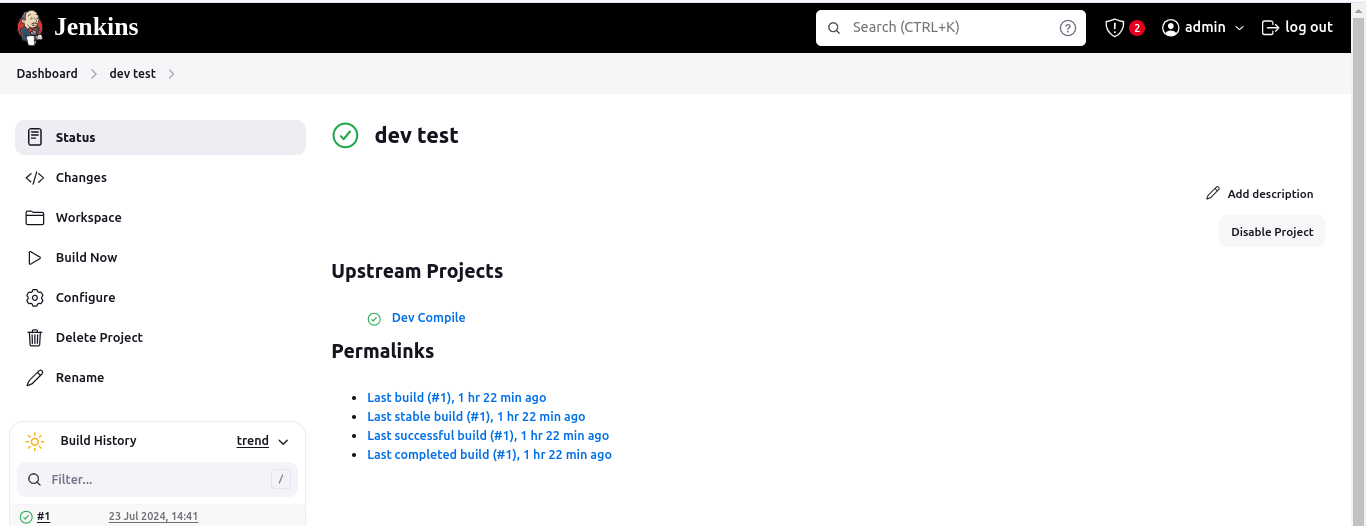 Jenkins
Search (CTRL+K)
2
admin
log out
Dashboard
dev test
Status
Changes
Workspace
Build Now
Configure
Delete Project
Rename
Build History
trend
Filter...
/
#1
23 Jul 2024, 14:41
dev test
Add description
Disable Project
Upstream Projects
Dev Compile
Permalinks
Last build (#1), 1 hr 22 min ago
Last stable build (#1), 1 hr 22 min ago
Last successful build (#1), 1 hr 22 min ago
Last completed build (#1), 1 hr 22 min ago